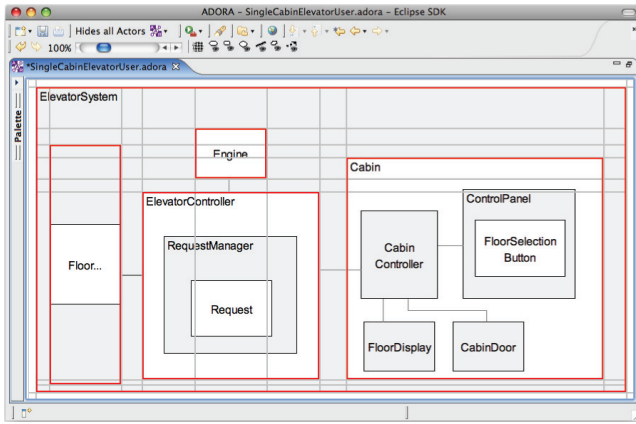 ADORA – SingleCabinElevatorUser.adora – Eclipse SDK
Hides all Actors
100%
*SingleCabinElevatorUser.adora
Palette
ElevatorSystem
Engine
Cabin
ElevatorController
ControlPanel
RequestManager
FloorSelection
Button
Cabin
Controller
Floor...
Request
FloorDisplay
CabinDoor